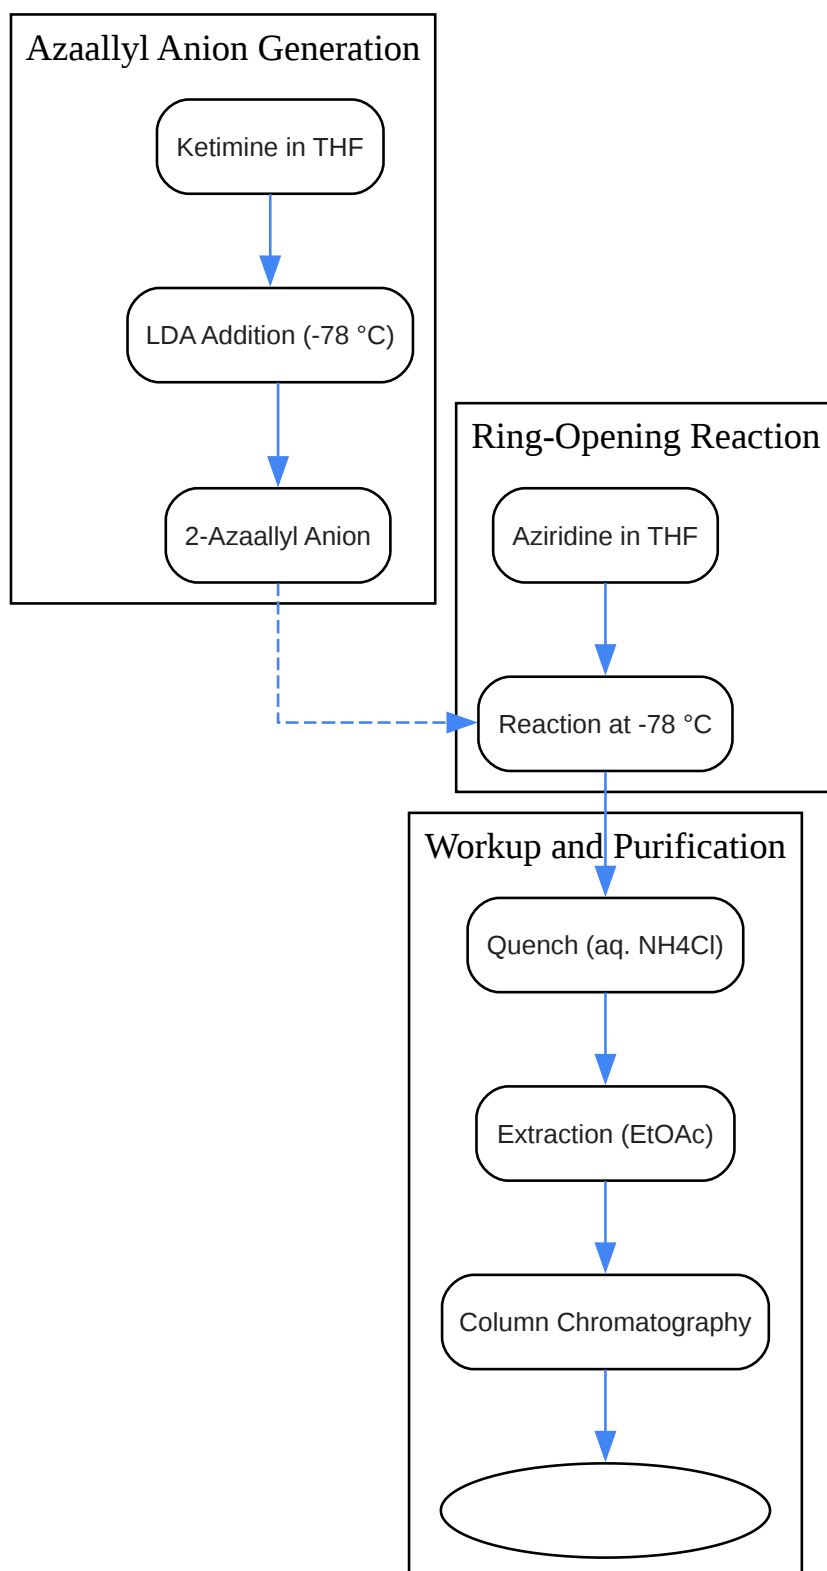 Azaallyl Anion Generation
Ketimine in THF
LDA Addition (-78 °C)
2-Azaallyl Anion
Ring-Opening Reaction
Aziridine in THF
Reaction at -78 °C
Workup and Purification
Quench (aq. NH4Cl)
Extraction (EtOAc)
Column Chromatography